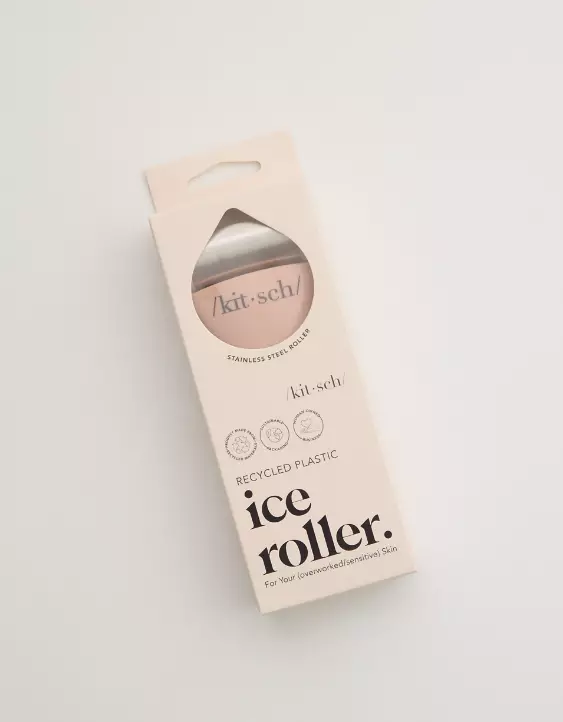 /kit·sch/
STAINLESS STEEL ROLLER
/kit·sch/
RECYCLED PLASTIC
ice
roller.
For Your (overworked/sensitive) Skin